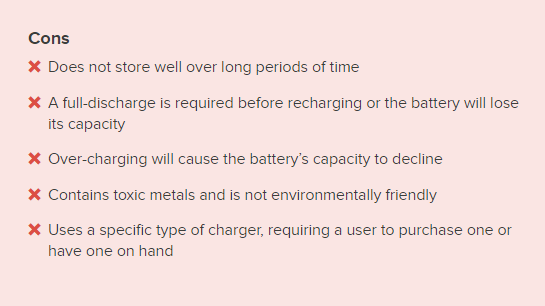 Cons
Does not store well over long periods of time
A full-discharge is required before recharging or the battery will lose
its capacity
Over-charging will cause the battery’s capacity to decline
Contains toxic metals and is not environmentally friendly
Uses a specific type of charger, requiring a user to purchase one or
have one on hand